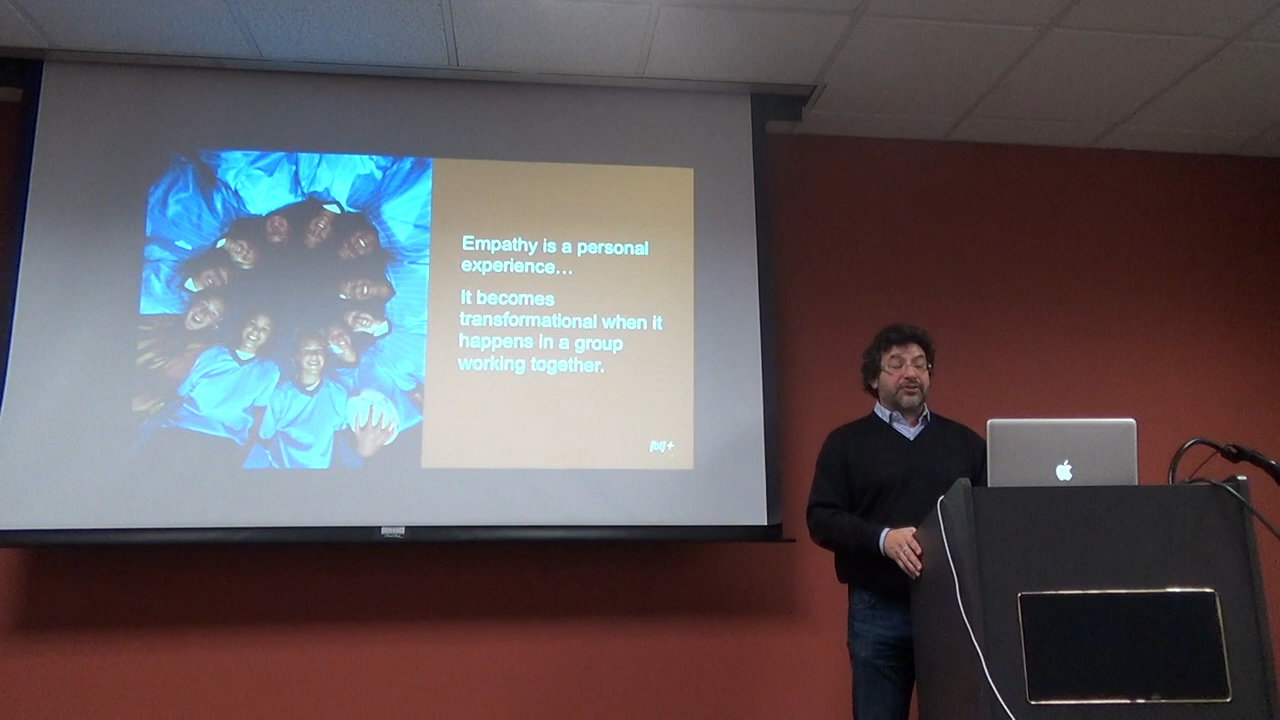 Empathy is a personal
experience…
It becomes
transformational when it
happens in a group
working together.